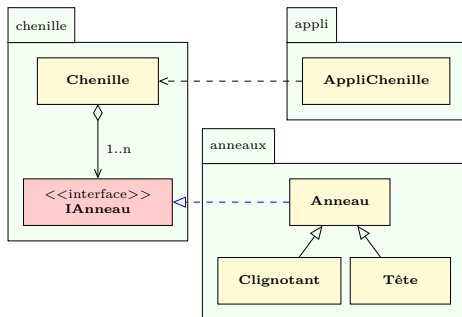 chenille
appli
Chenille
AppliChenille
1..n
anneaux
<<interface>>
IAnneau
Anneau
Clignotant
Tête